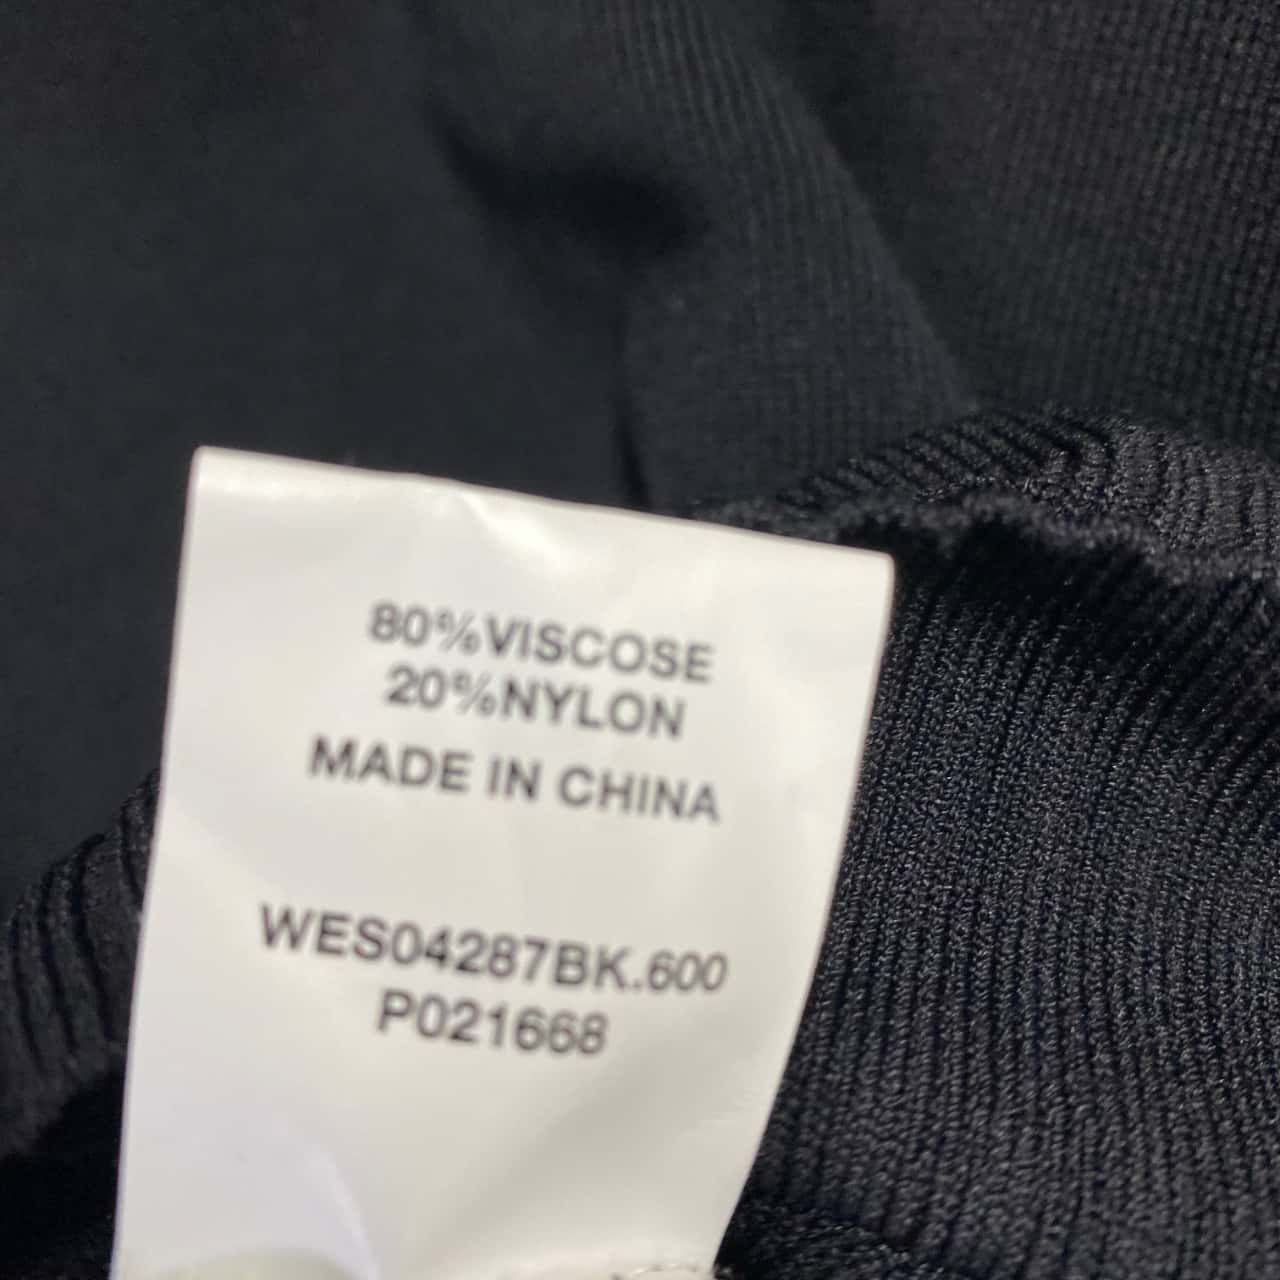 80%VISCOSE
20%NYLON
MADE IN CHINA
WES04287BK.600
P021668